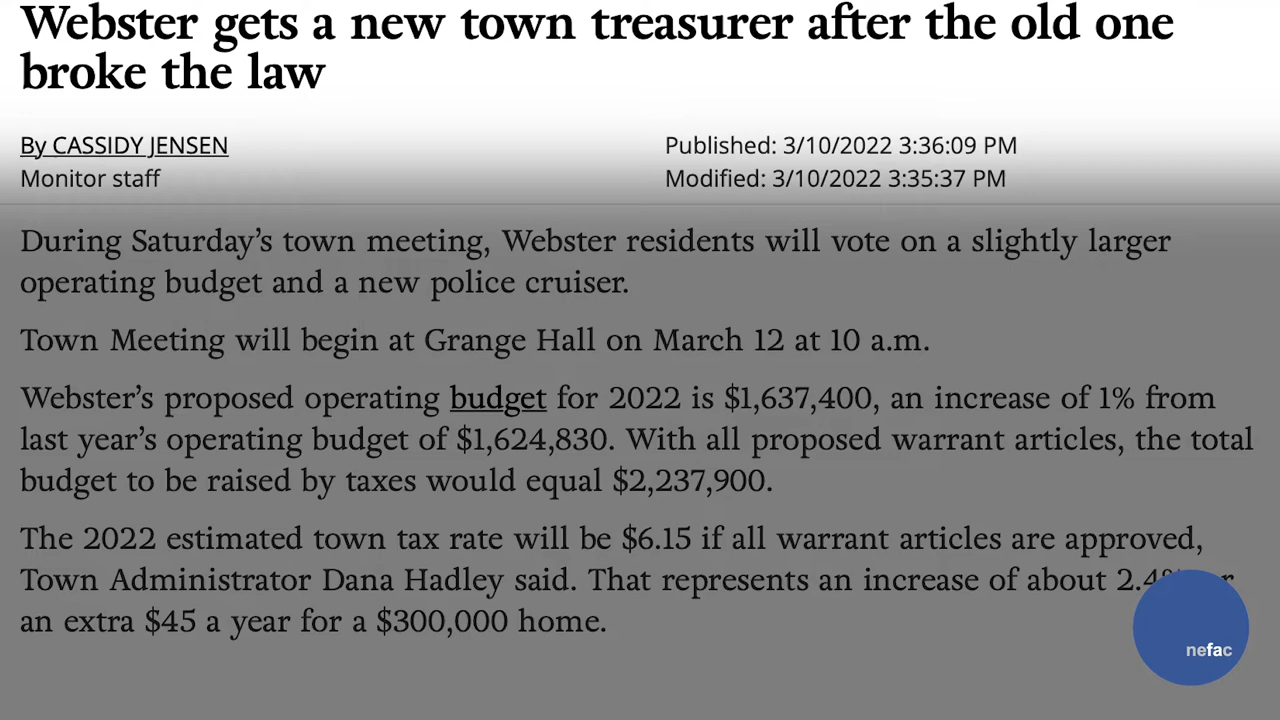 Webster gets a new town treasurer after the old one
broke the law
By CASSIDY JENSEN
Published: 3/10/2022 3:36:09 PM
Monitor staff
Modified: 3/10/2022 3:35:37 PM
During Saturday’s town meeting, Webster residents will vote on a slightly larger
operating budget and a new police cruiser.
Town Meeting will begin at Grange Hall on March 12 at 10 a.m.
Webster’s proposed operating budget for 2022 is $1,637,400, an increase of 1% from
last year’s operating budget of $1,624,830. With all proposed warrant articles, the total
budget to be raised by taxes would equal $2,237,900.
The 2022 estimated town tax rate will be $6.15 if all warrant articles are approved,
Town Administrator Dana Hadley said. That represents an increase of about
an extra $45 a year for a $300,000 home.
nefac